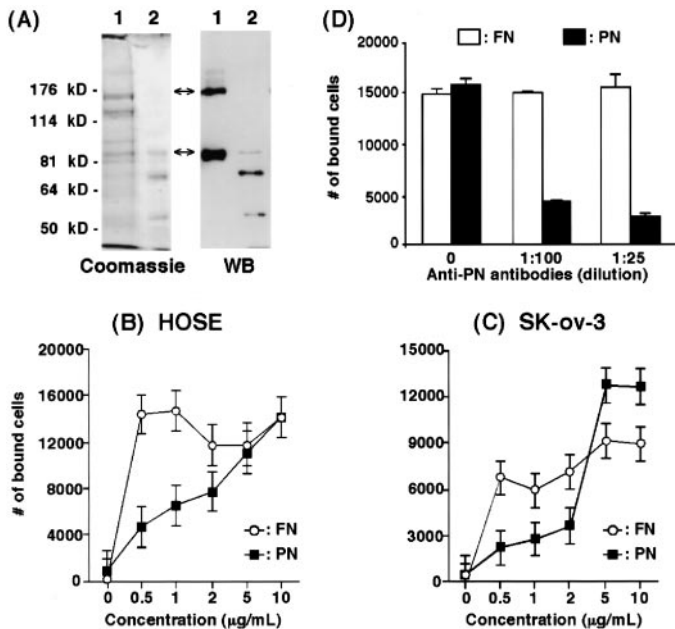 (A)
1 2 1 2
176 kD -
114 kD -
81 kD -
64 kD -
50 kD -
Coomassie WB
(D)
: FN : PN
20000
15000
10000
5000
0
# of bound cells
0 1:100 1:25
Anti-PN antibodies (dilution)
(B) HOSE
20000
16000
12000
8000
4000
0
# of bound cells
: FN
: PN
0 0.5 1 2 5 10
Concentration (μg/mL)
(C) SK-ov-3
15000
12000
9000
6000
3000
0
: FN
: PN
0 0.5 1 2 5 10
Concentration (μg/mL)